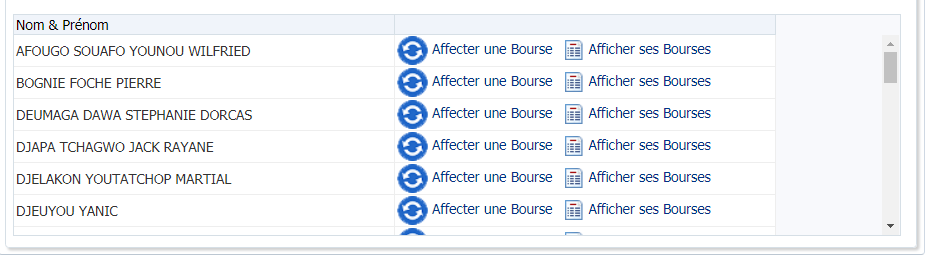 Nom & Prénom
AFOUGO SOUAFO YOUNOU WILFRIED Affecter une Bourse Afficher ses Bourses
BOGNIE FOCHE PIERRE Affecter une Bourse Afficher ses Bourses
DEUMAGA DAWA STEPHANIE DORCAS Affecter une Bourse Afficher ses Bourses
DJAPA TCHAGWO JACK RAYANE Affecter une Bourse Afficher ses Bourses
DJELAKON YOUTATCHOP MARTIAL Affecter une Bourse Afficher ses Bourses
DJEUYOU YANIC Affecter une Bourse Afficher ses Bourses